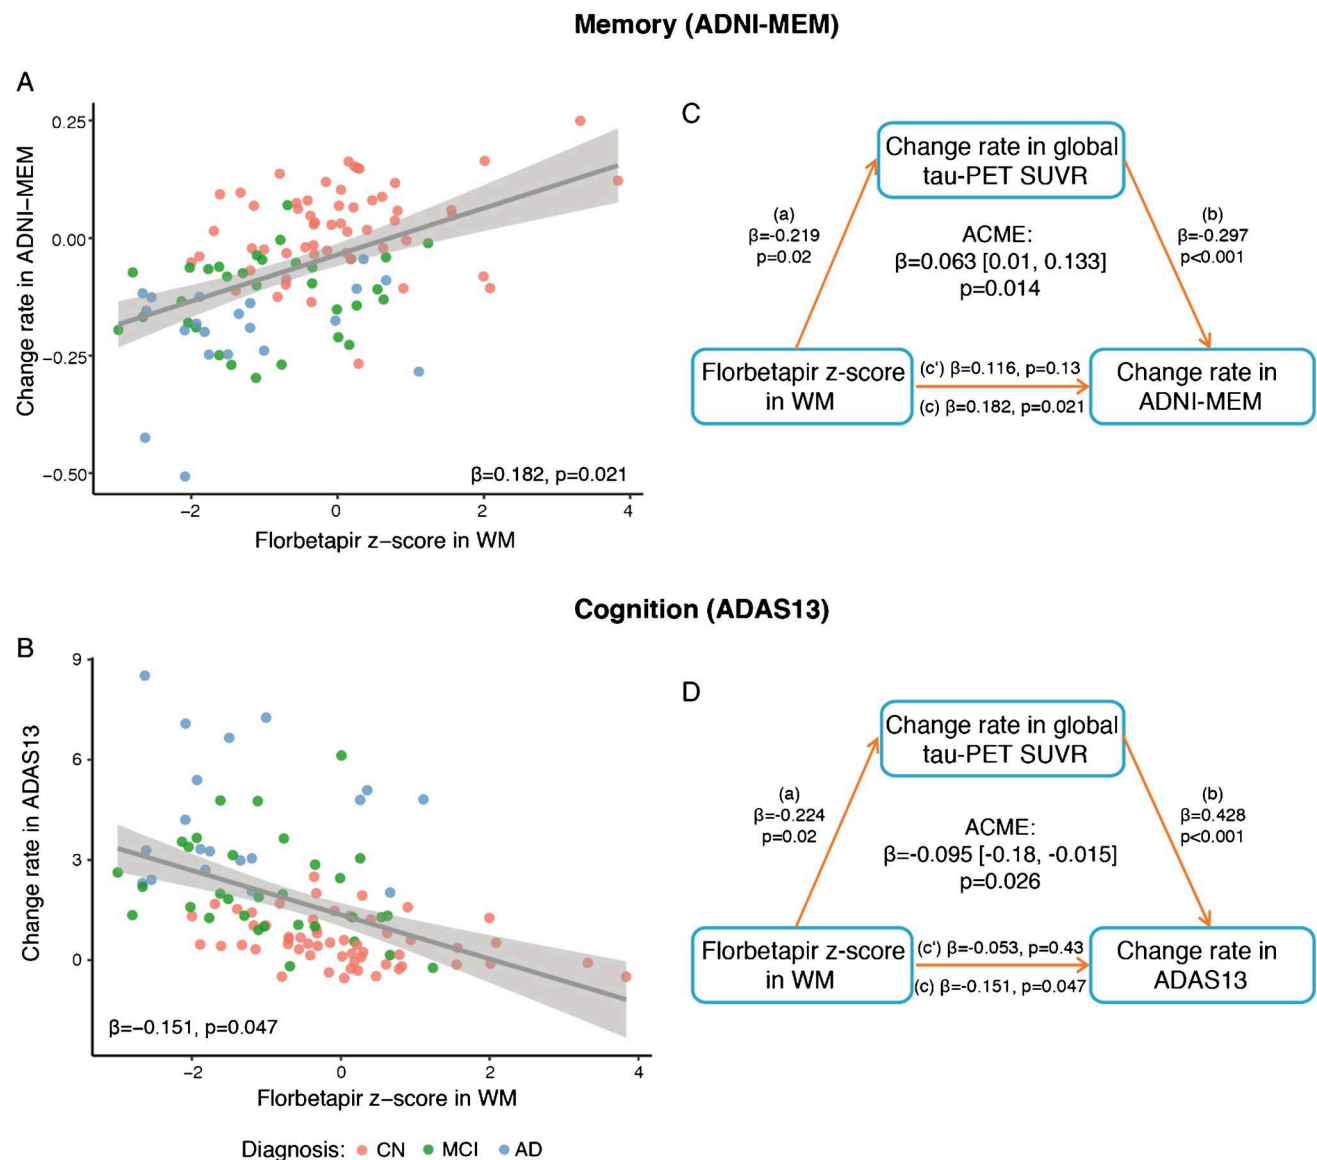 Memory (ADNI-MEM)
A
Change rate in ADNI−MEM
0.25
0.00
−0.25
−0.50
β=0.182, p=0.021
−2
0
2
4
Florbetapir z−score in WM
C
Change rate in global
tau-PET SUVR
(a)
β=-0.219
p=0.02
(b)
β=-0.297
p<0.001
ACME:
β=0.063 [0.01, 0.133]
p=0.014
Florbetapir z-score
in WM
(c') β=0.116, p=0.13
(c) β=0.182, p=0.021
Change rate in
ADNI-MEM
Cognition (ADAS13)
B
Change rate in ADAS13
9
6
3
0
β=−0.151, p=0.047
−2
0
2
4
Florbetapir z−score in WM
Diagnosis: CN MCI AD
D
Change rate in global
tau-PET SUVR
(a)
β=-0.224
p=0.02
(b)
β=0.428
p<0.001
ACME:
β=-0.095 [-0.18, -0.015]
p=0.026
Florbetapir z-score
in WM
(c') β=-0.053, p=0.43
(c) β=-0.151, p=0.047
Change rate in
ADAS13